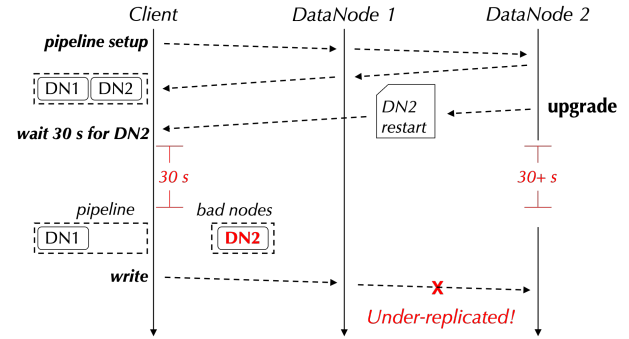 Client DataNode 1 DataNode 2
pipeline setup
DN1 DN2
DN2
restart
upgrade
wait 30 s for DN2
30 s 30+ s
pipeline bad nodes
DN1 DN2
write
X
Under-replicated!